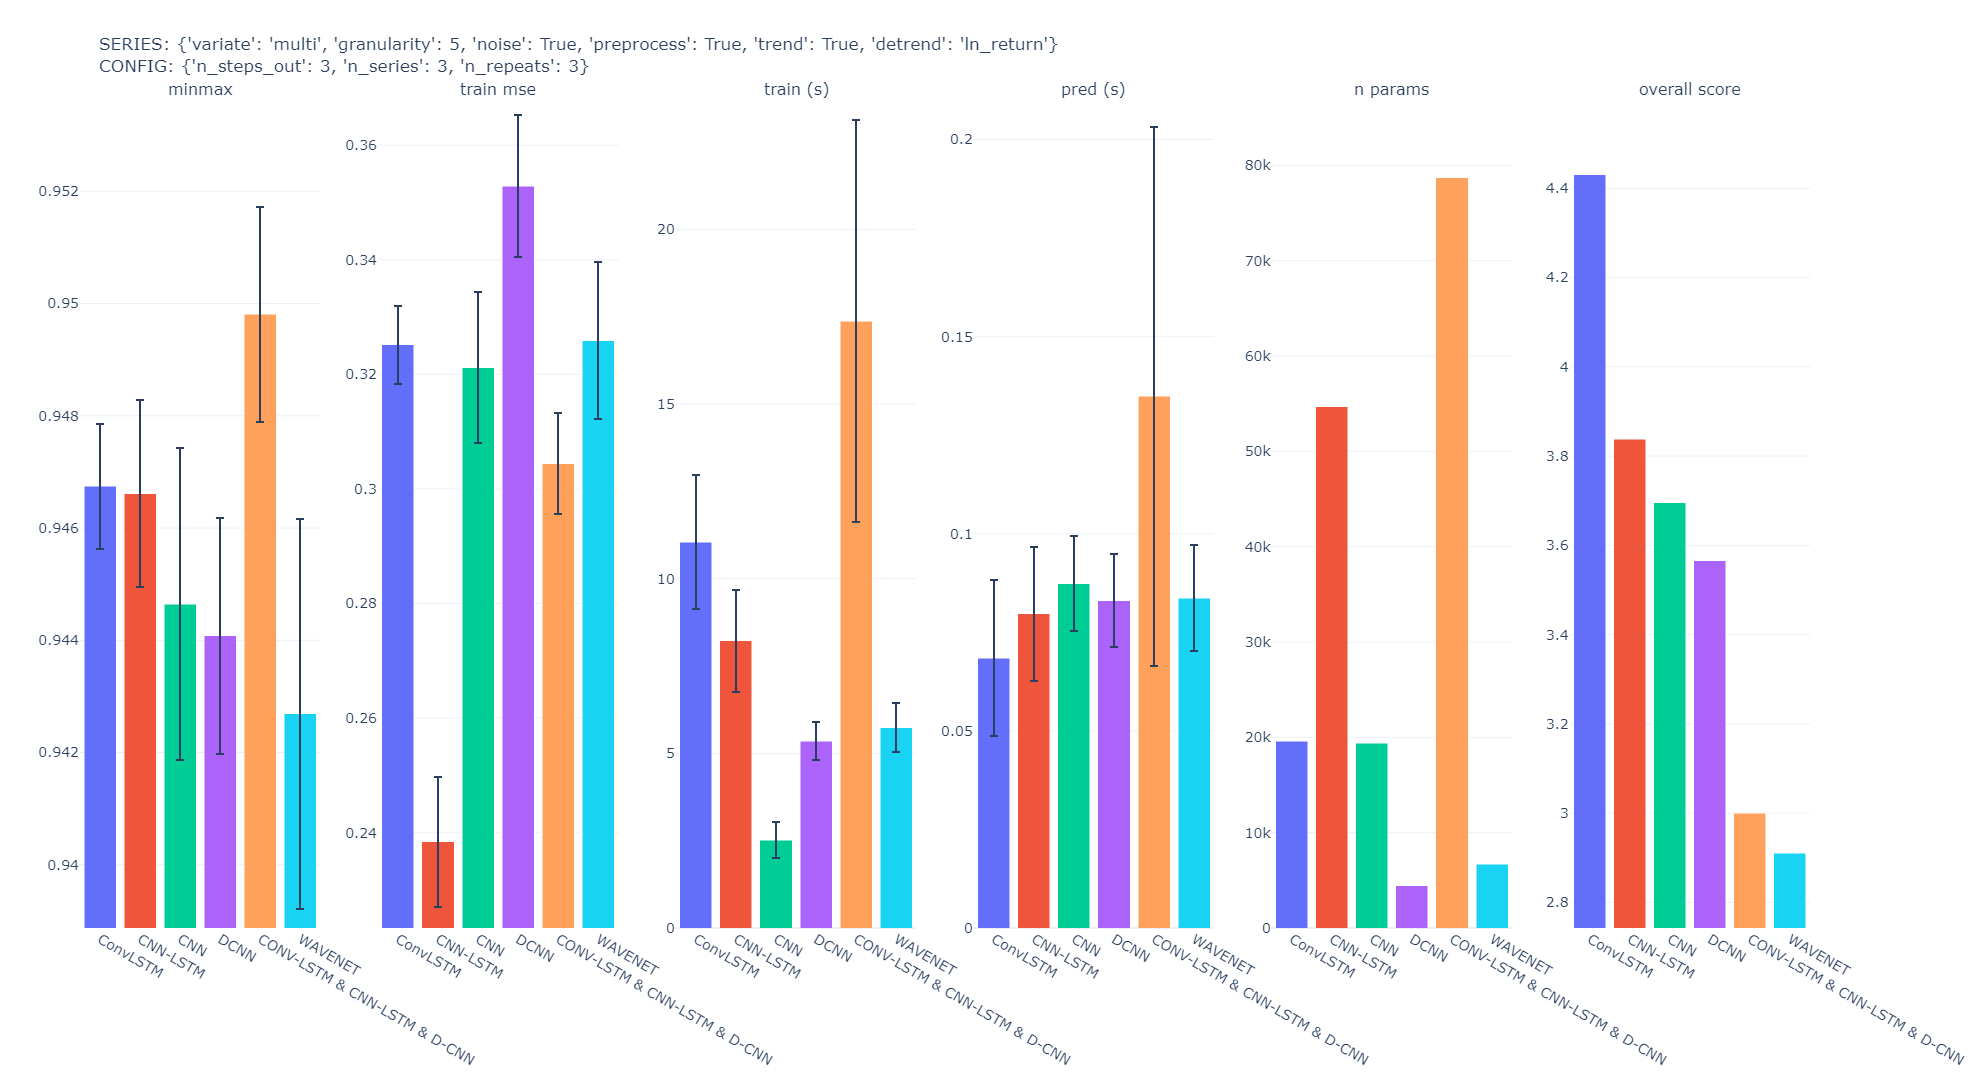 SERIES: {'variate': 'multi', 'granularity': 5, 'noise': True, 'preprocess': True, 'trend': True, 'detrend': 'ln_return'}
CONFIG: {'n_steps_out': 3, 'n_series': 3, 'n_repeats': 3}
minmax
train mse
train (s)
pred (s)
n params
overall score
0.952
0.95
0.948
0.946
0.944
0.942
0.94
ConvLSTM
CNN-LSTM
CNN
DCNN
CONV-LSTM & CNN-LSTM & D-CNN
WAVENET
0.36
0.34
0.32
0.3
0.28
0.26
0.24
ConvLSTM
CNN-LSTM
CNN
DCNN
CONV-LSTM & CNN-LSTM & D-CNN
WAVENET
20
15
10
5
0
ConvLSTM
CNN-LSTM
CNN
DCNN
CONV-LSTM & CNN-LSTM & D-CNN
WAVENET
0.2
0.15
0.1
0.05
0
ConvLSTM
CNN-LSTM
CNN
DCNN
CONV-LSTM & CNN-LSTM & D-CNN
WAVENET
80k
70k
60k
50k
40k
30k
20k
10k
0
ConvLSTM
CNN-LSTM
CNN
DCNN
CONV-LSTM & CNN-LSTM & D-CNN
WAVENET
4.4
4.2
4
3.8
3.6
3.4
3.2
3
2.8
ConvLSTM
CNN-LSTM
CNN
DCNN
CONV-LSTM & CNN-LSTM & D-CNN
WAVENET